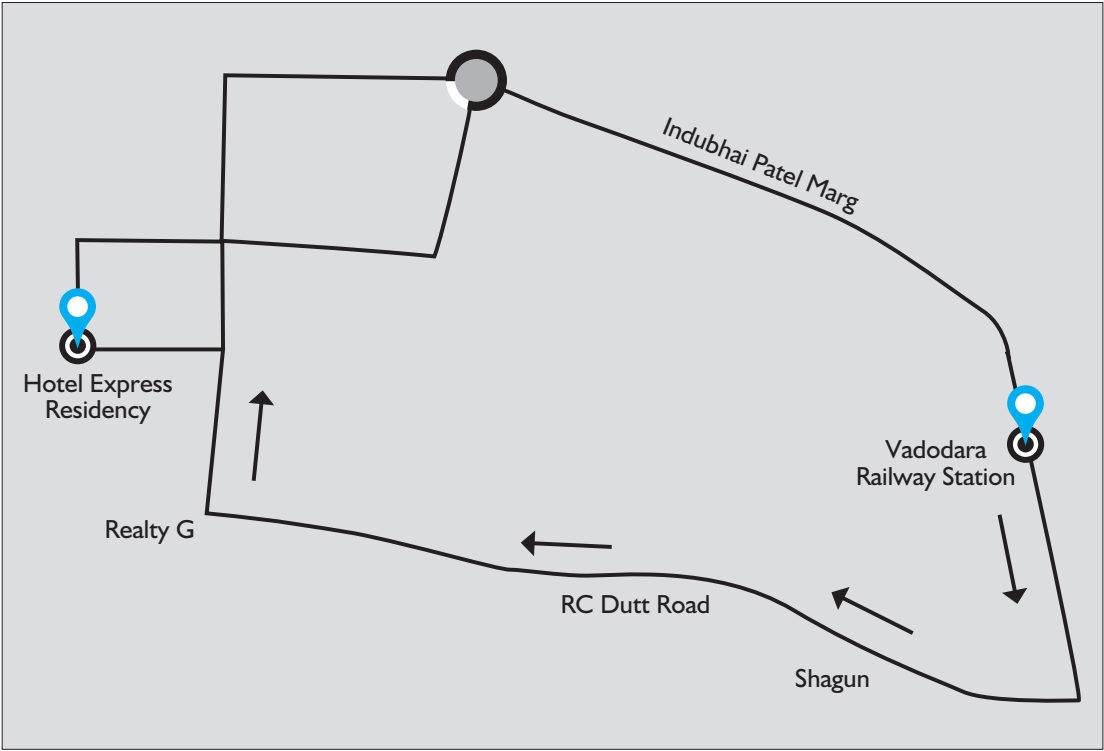 Indubhai Patel Marg
Hotel Express
Residency
Vadodara
Railway Station
Realty G
RC Dutt Road
Shagun